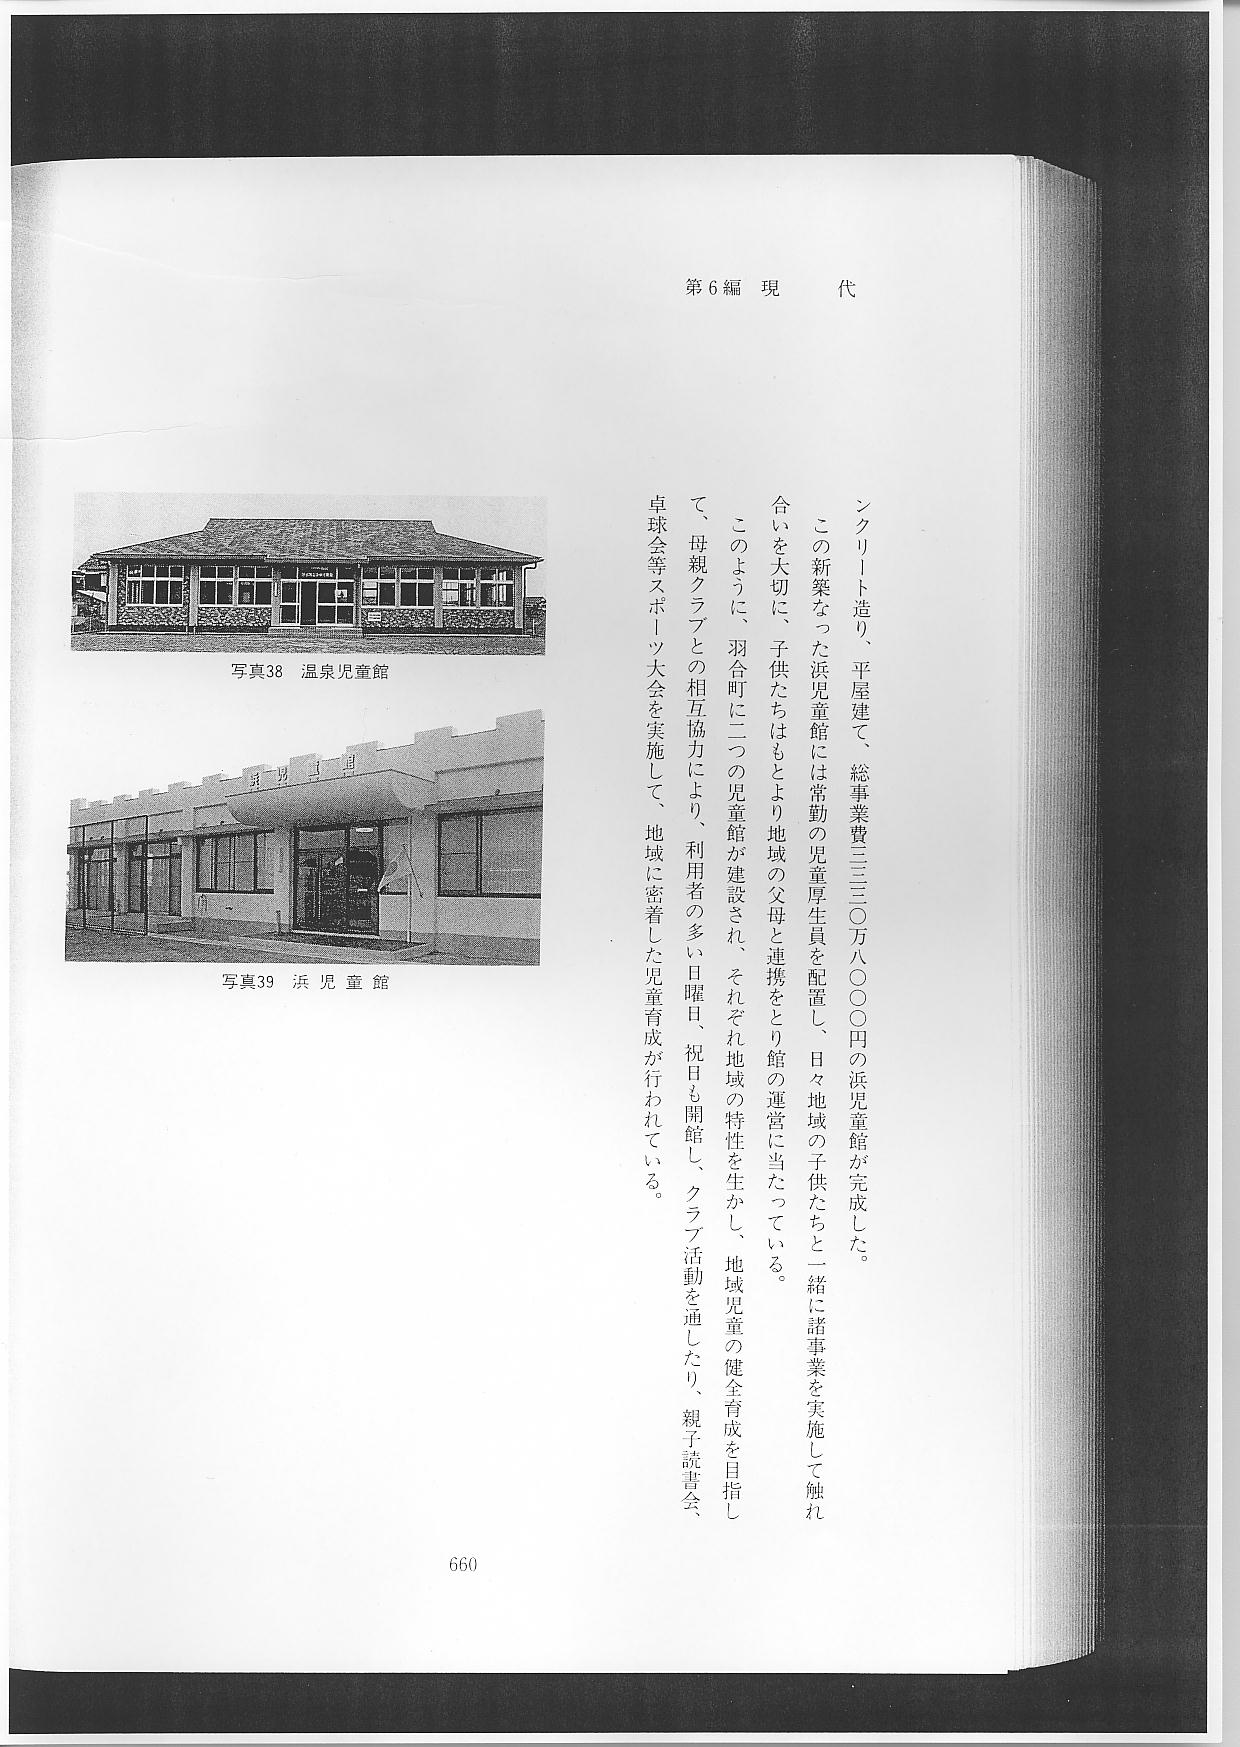 第6編 現 代
ンクリート造り、平屋建て、総事業費三三三〇万八〇〇〇円の浜児童館が完成した。
この新築なった浜児童館には常勤の児童厚生員を配置し、日々地域の子供たちと一緒に諸事業を実施して触れ
合いを大切に、子供たちはもとより地域の父母と連携をとり館の運営に当たっている。
このように、羽合町に二つの児童館が建設され、それぞれ地域の特性を生かし、地域児童の健全育成を目指し
て、母親クラブとの相互協力により、利用者の多い日曜日、祝日も開館し、クラブ活動を通したり、親子読書会、
卓球会等スポーツ大会を実施して、地域に密着した児童育成が行われている。
写真38 温泉児童館
浜児童館
写真39 浜児童館
660